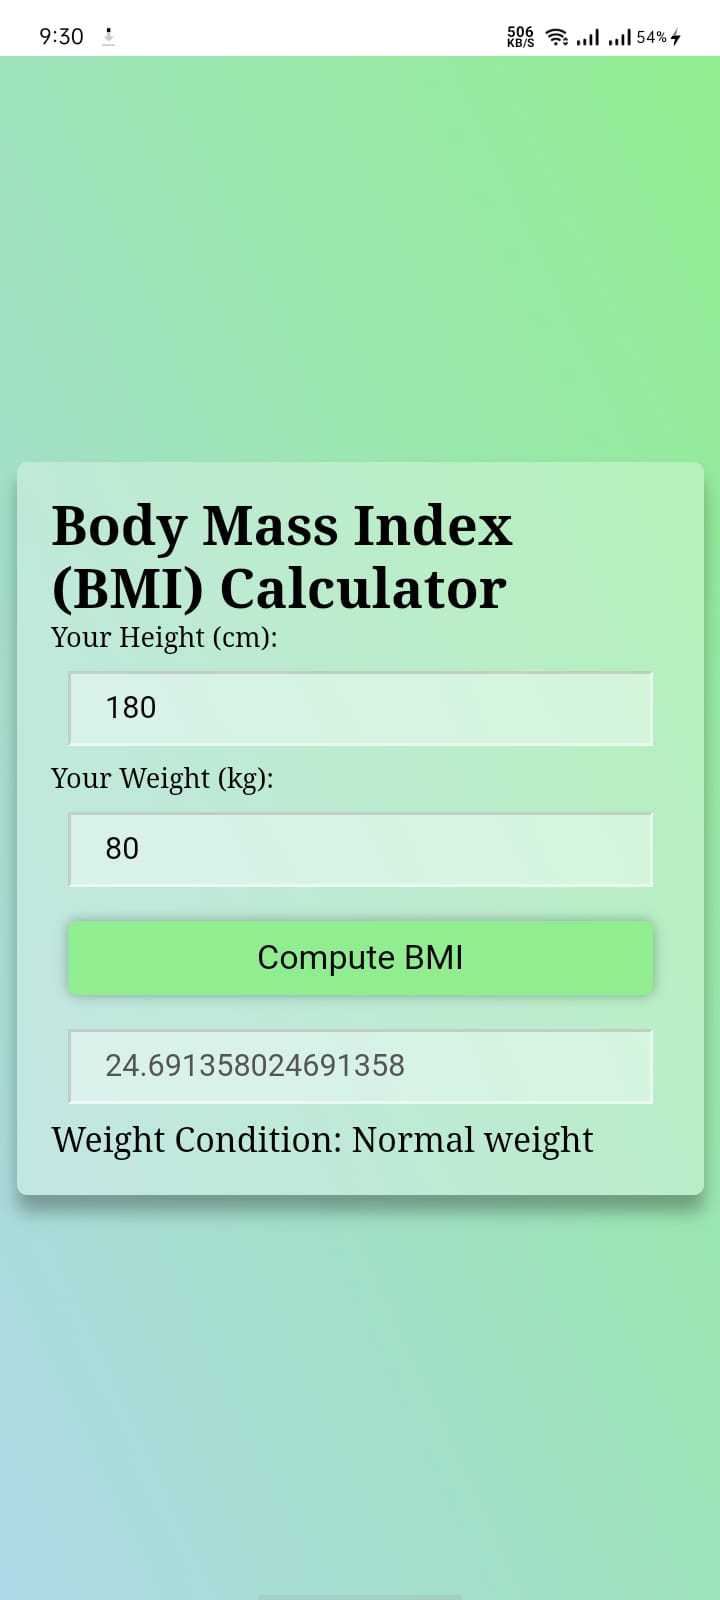 9:30 506 KB/S 54%
Body Mass Index
(BMI) Calculator
Your Height (cm):
180
Your Weight (kg):
80
Compute BMI
24.691358024691358
Weight Condition: Normal weight